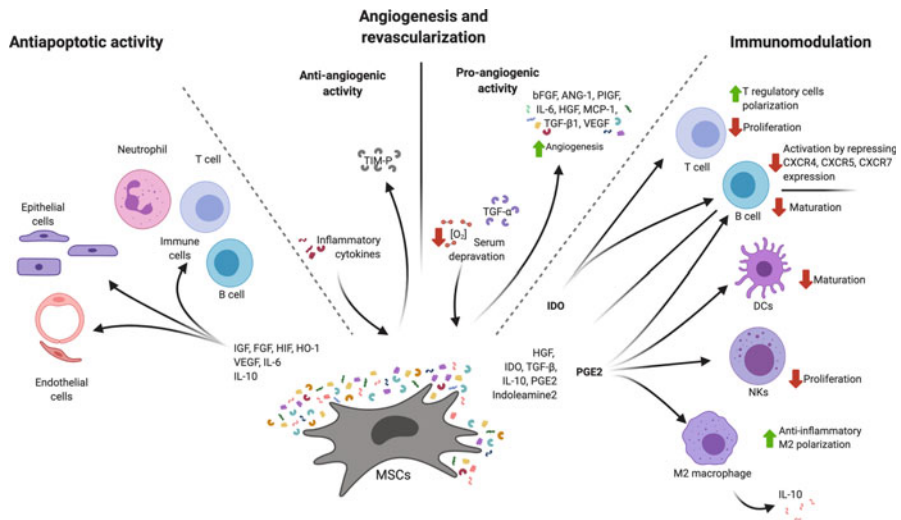 Antiapoptotic activity
Neutrophil
T cell
Epithelial
cells
Immune
cells
B cell
Endothelial
cells
IGF, FGF, HIF, HO-1
VEGF, IL-6
IL-10
Angiogenesis and
revascularization
Anti-angiogenic
activity
TIM-P
Inflammatory
cytokines
Pro-angiogenic
activity
bFGF, ANG-1, PIGF,
IL-6, HGF, MCP-1,
TGF-β1, VEGF
Angiogenesis
TGF-α
[O₂]
Serum
depravation
MSCs
Immunomodulation
T regulatory cells
polarization
Proliferation
T cell
Activation by repressing
CXCR4, CXCR5, CXCR7
expression
B cell
Maturation
IDO
DCs
Maturation
HGF,
IDO, TGF-β,
IL-10, PGE2
Indoleamine2
PGE2
NKs
Proliferation
Anti-inflammatory
M2 polarization
M2 macrophage
IL-10